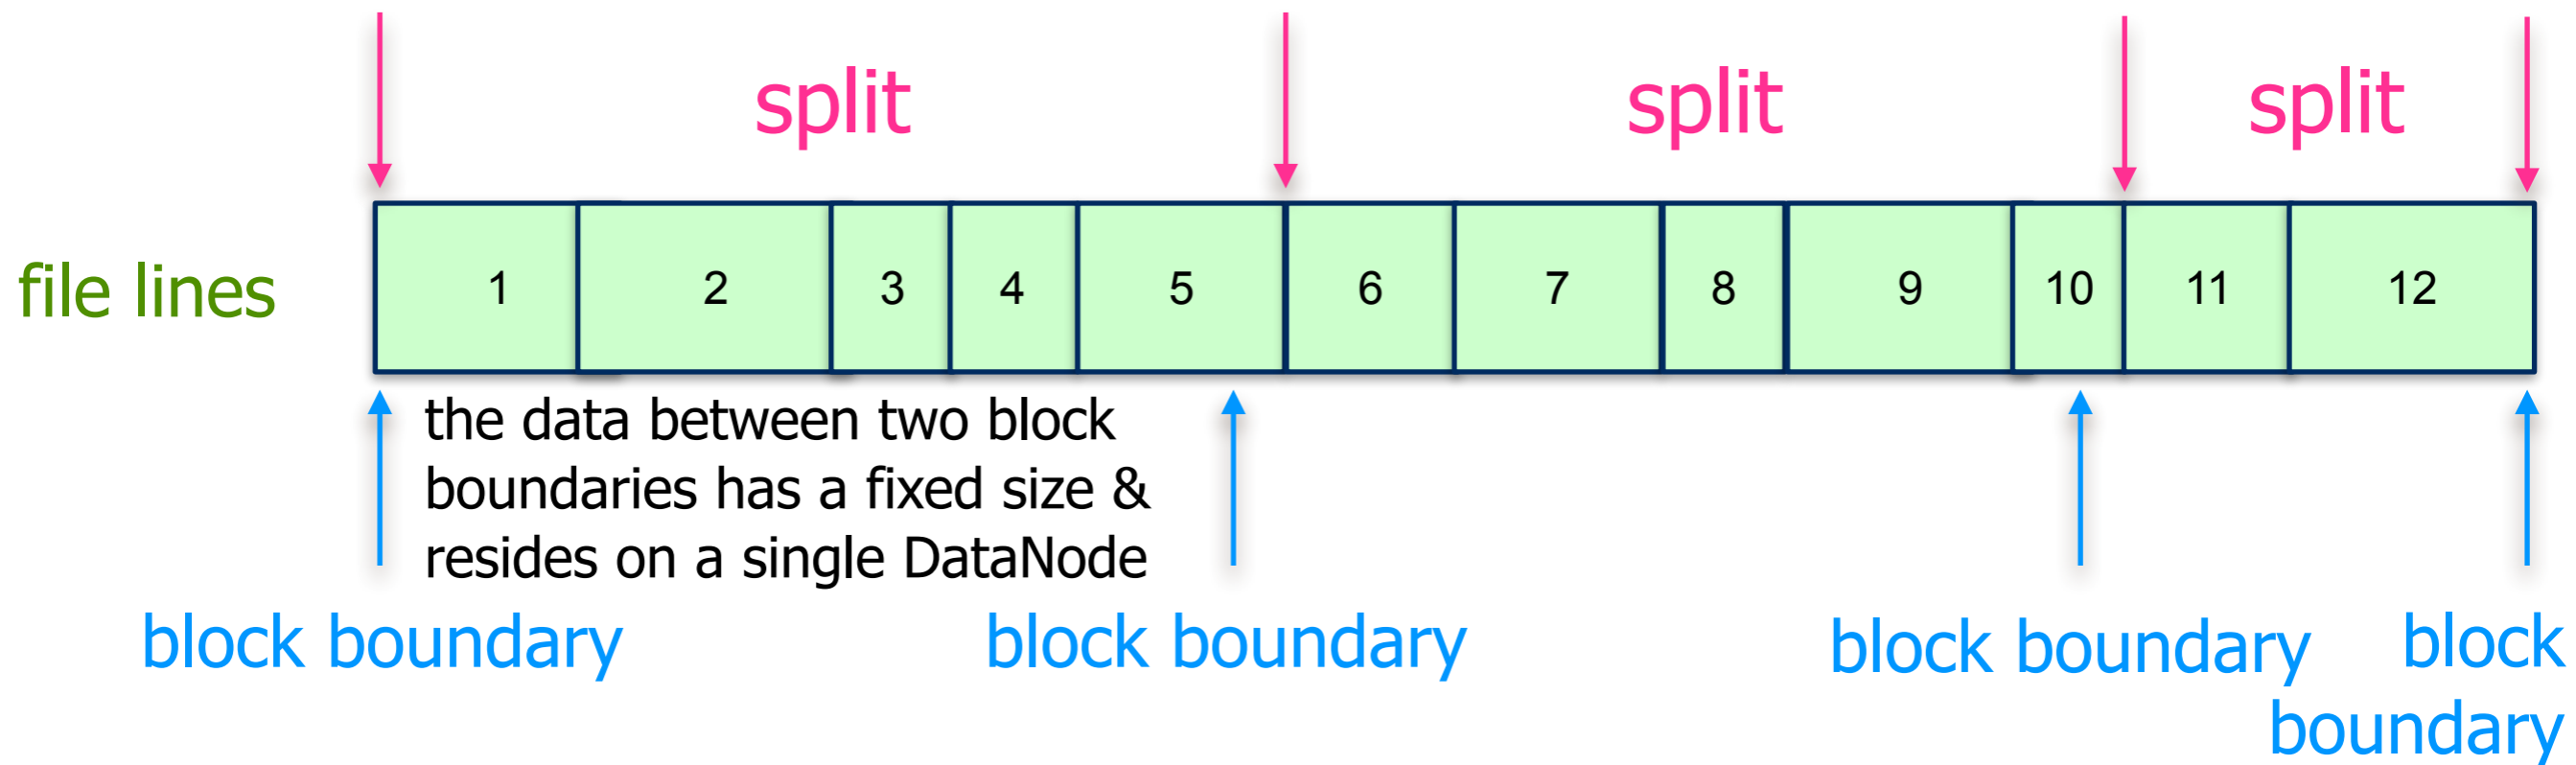 split split split
file lines 1 2 3 4 5 6 7 8 9 10 11 12
the data between two block
boundaries has a fixed size &
resides on a single DataNode
block boundary block boundary block boundary block
boundary